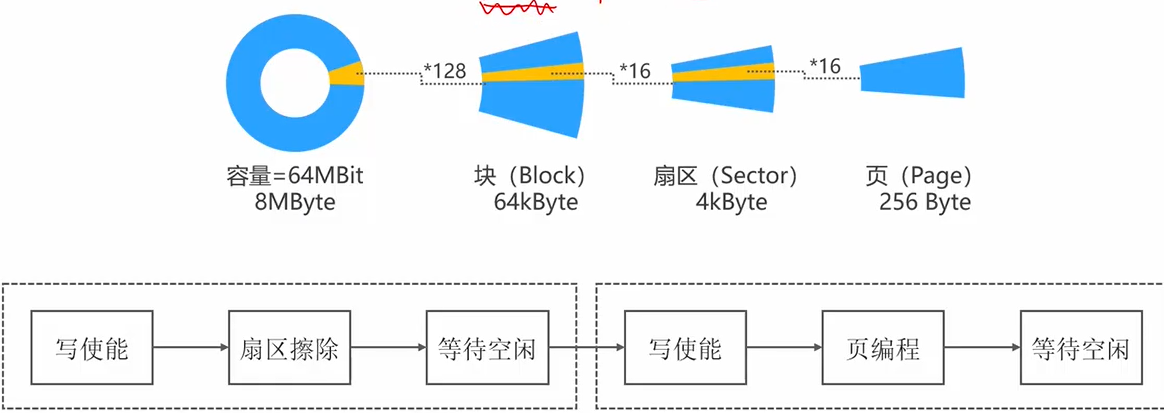 *128
*16
*16
容量=64MBit
8MByte
块（Block）
64kByte
扇区（Sector）
4kByte
页（Page）
256 Byte
写使能
扇区擦除
等待空闲
写使能
页编程
等待空闲